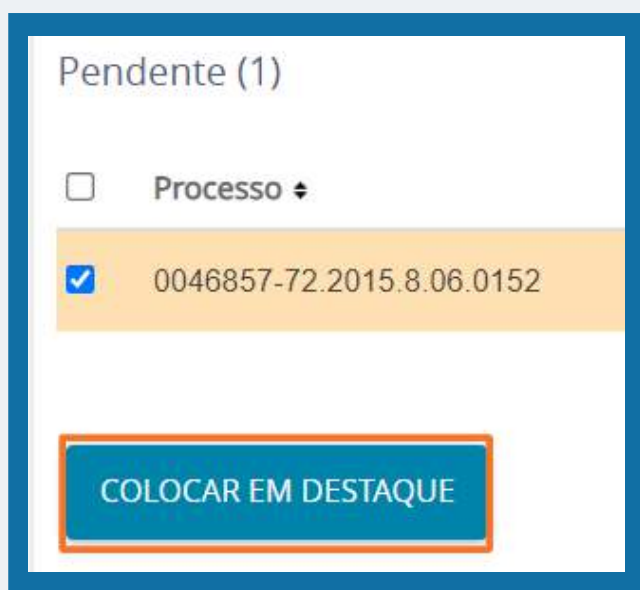 Pendente (1)
Processo
0046857-72.2015.8.06.0152
COLOCAR EM DESTAQUE